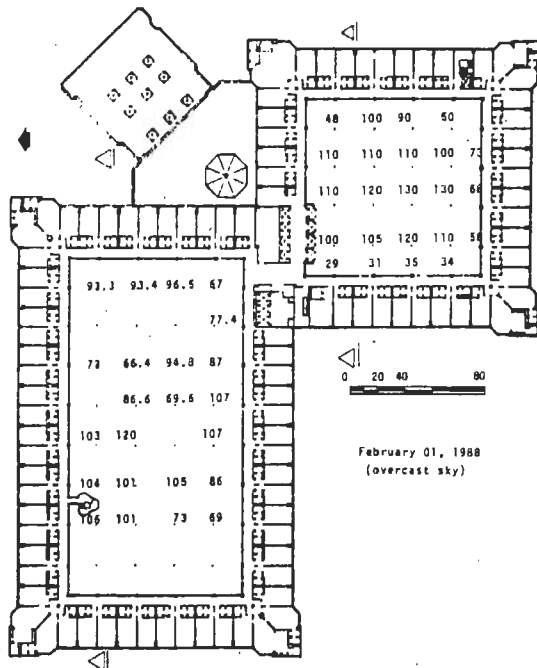 48 100 90 50
110 110 110 100 73
110 120 130 130 68
100 105 120 110 58
29 31 35 34
93.3 93.4 96.5 67
77.4
73 66.4 94.8 87
86.6 69.6 107
103 120 107
104 101 105 86
106 101 73 69
0 20 40 80
February 01, 1988
(overcast sky)